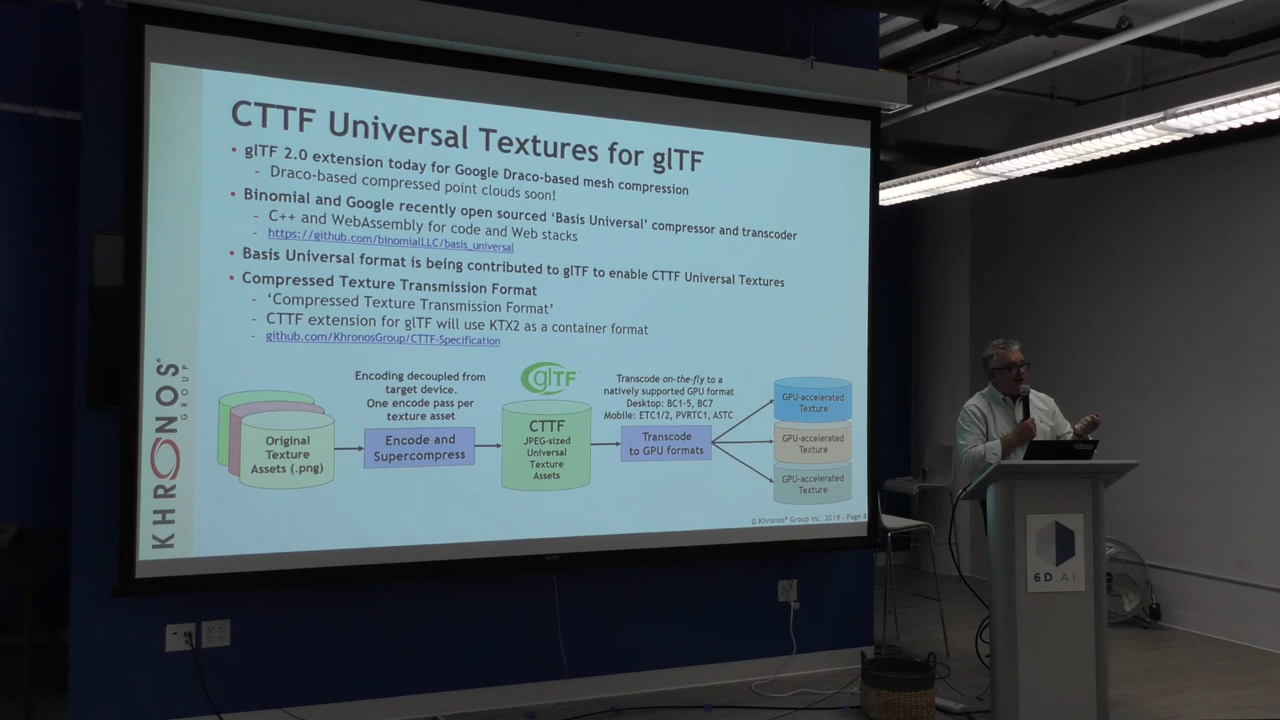 CTTF Universal Textures for glTF
• glTF 2.0 extension today for Google Draco-based mesh compression
- Draco-based compressed point clouds soon!
• Binomial and Google recently open sourced ‘Basis Universal’ compressor and transcoder
- C++ and WebAssembly for code and Web stacks
- https://github.com/binomialLLC/basis_universal
• Basis Universal format is being contributed to glTF to enable CTTF Universal Textures
• Compressed Texture Transmission Format
- ‘Compressed Texture Transmission Format’
- CTTF extension for glTF will use KTX2 as a container format
- github.com/KhronosGroup/CTTF-Specification
KHRONOS®
GROUP
Original
Texture
Assets (.png)
Encoding decoupled from
target device.
One encode pass per
texture asset
Encode and
Supercompress
glTF™
CTTF
JPEG-sized
Universal
Texture
Assets
Transcode on-the-fly to a
natively supported GPU format
Desktop: BC1-5, BC7
Mobile: ETC1/2, PVRTC1, ASTC
Transcode
to GPU formats
GPU-accelerated
Texture
GPU-accelerated
Texture
GPU-accelerated
Texture
© Khronos® Group Inc. 2019 - Page 8
6D.AI